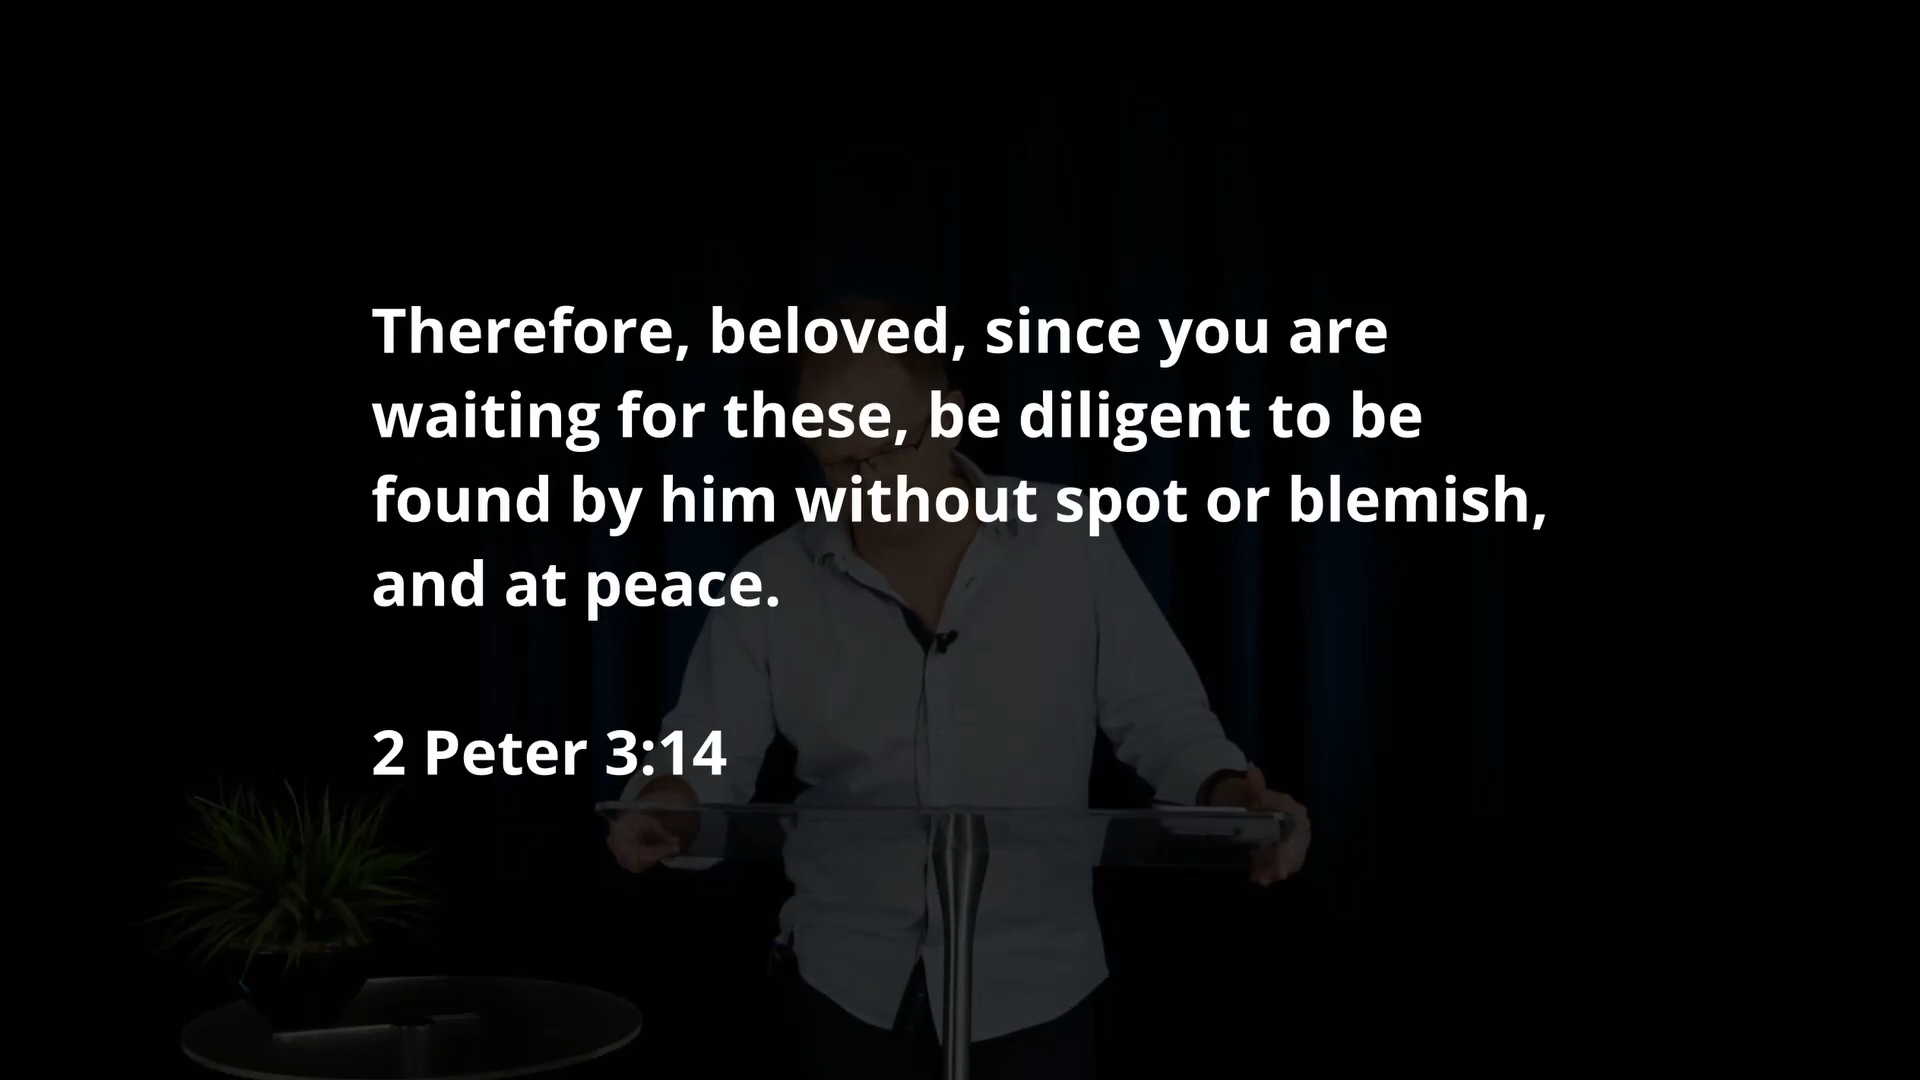 Therefore, beloved, since you are
waiting for these, be diligent to be
found by him without spot or blemish,
and at peace.
2 Peter 3:14